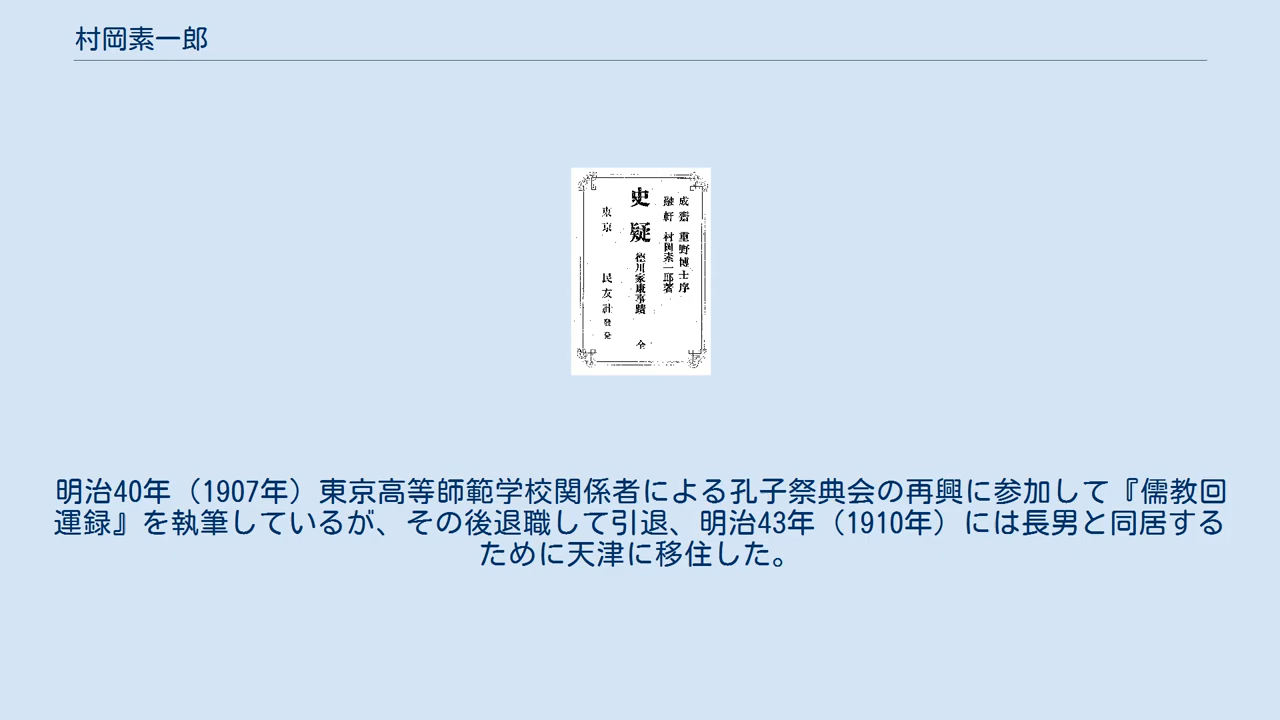 村岡素一郎
成齋 重野博士序
融軒 村岡素一郎著
史疑 德川家康事蹟 全
東京 民友社發兌
明治40年（1907年）東京高等師範学校関係者による孔子祭典会の再興に参加して『儒教回
運録』を執筆しているが、その後退職して引退、明治43年（1910年）には長男と同居する
ために天津に移住した。